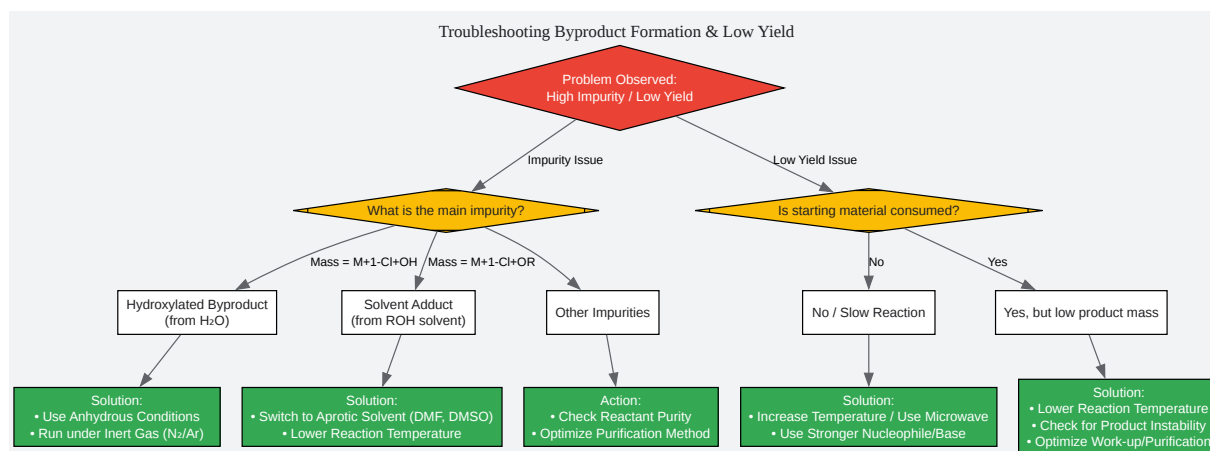 Troubleshooting Byproduct Formation & Low Yield
Problem Observed:
High Impurity / Low Yield
Impurity Issue
Low Yield Issue
What is the main impurity?
Is starting material consumed?
Mass = M+1-Cl+OH
Mass = M+1-Cl+OR
No
Yes
Hydroxylated Byproduct
(from H₂O)
Solvent Adduct
(from ROH solvent)
Other Impurities
No / Slow Reaction
Yes, but low product mass
Solution:
• Use Anhydrous Conditions
• Run under Inert Gas (N₂/Ar)
Solution:
• Switch to Aprotic Solvent (DMF, DMSO)
• Lower Reaction Temperature
Action:
• Check Reactant Purity
• Optimize Purification Method
Solution:
• Increase Temperature / Use Microwave
• Use Stronger Nucleophile/Base
Solution:
• Lower Reaction Temperature
• Check for Product Instability
• Optimize Work-up/Purification